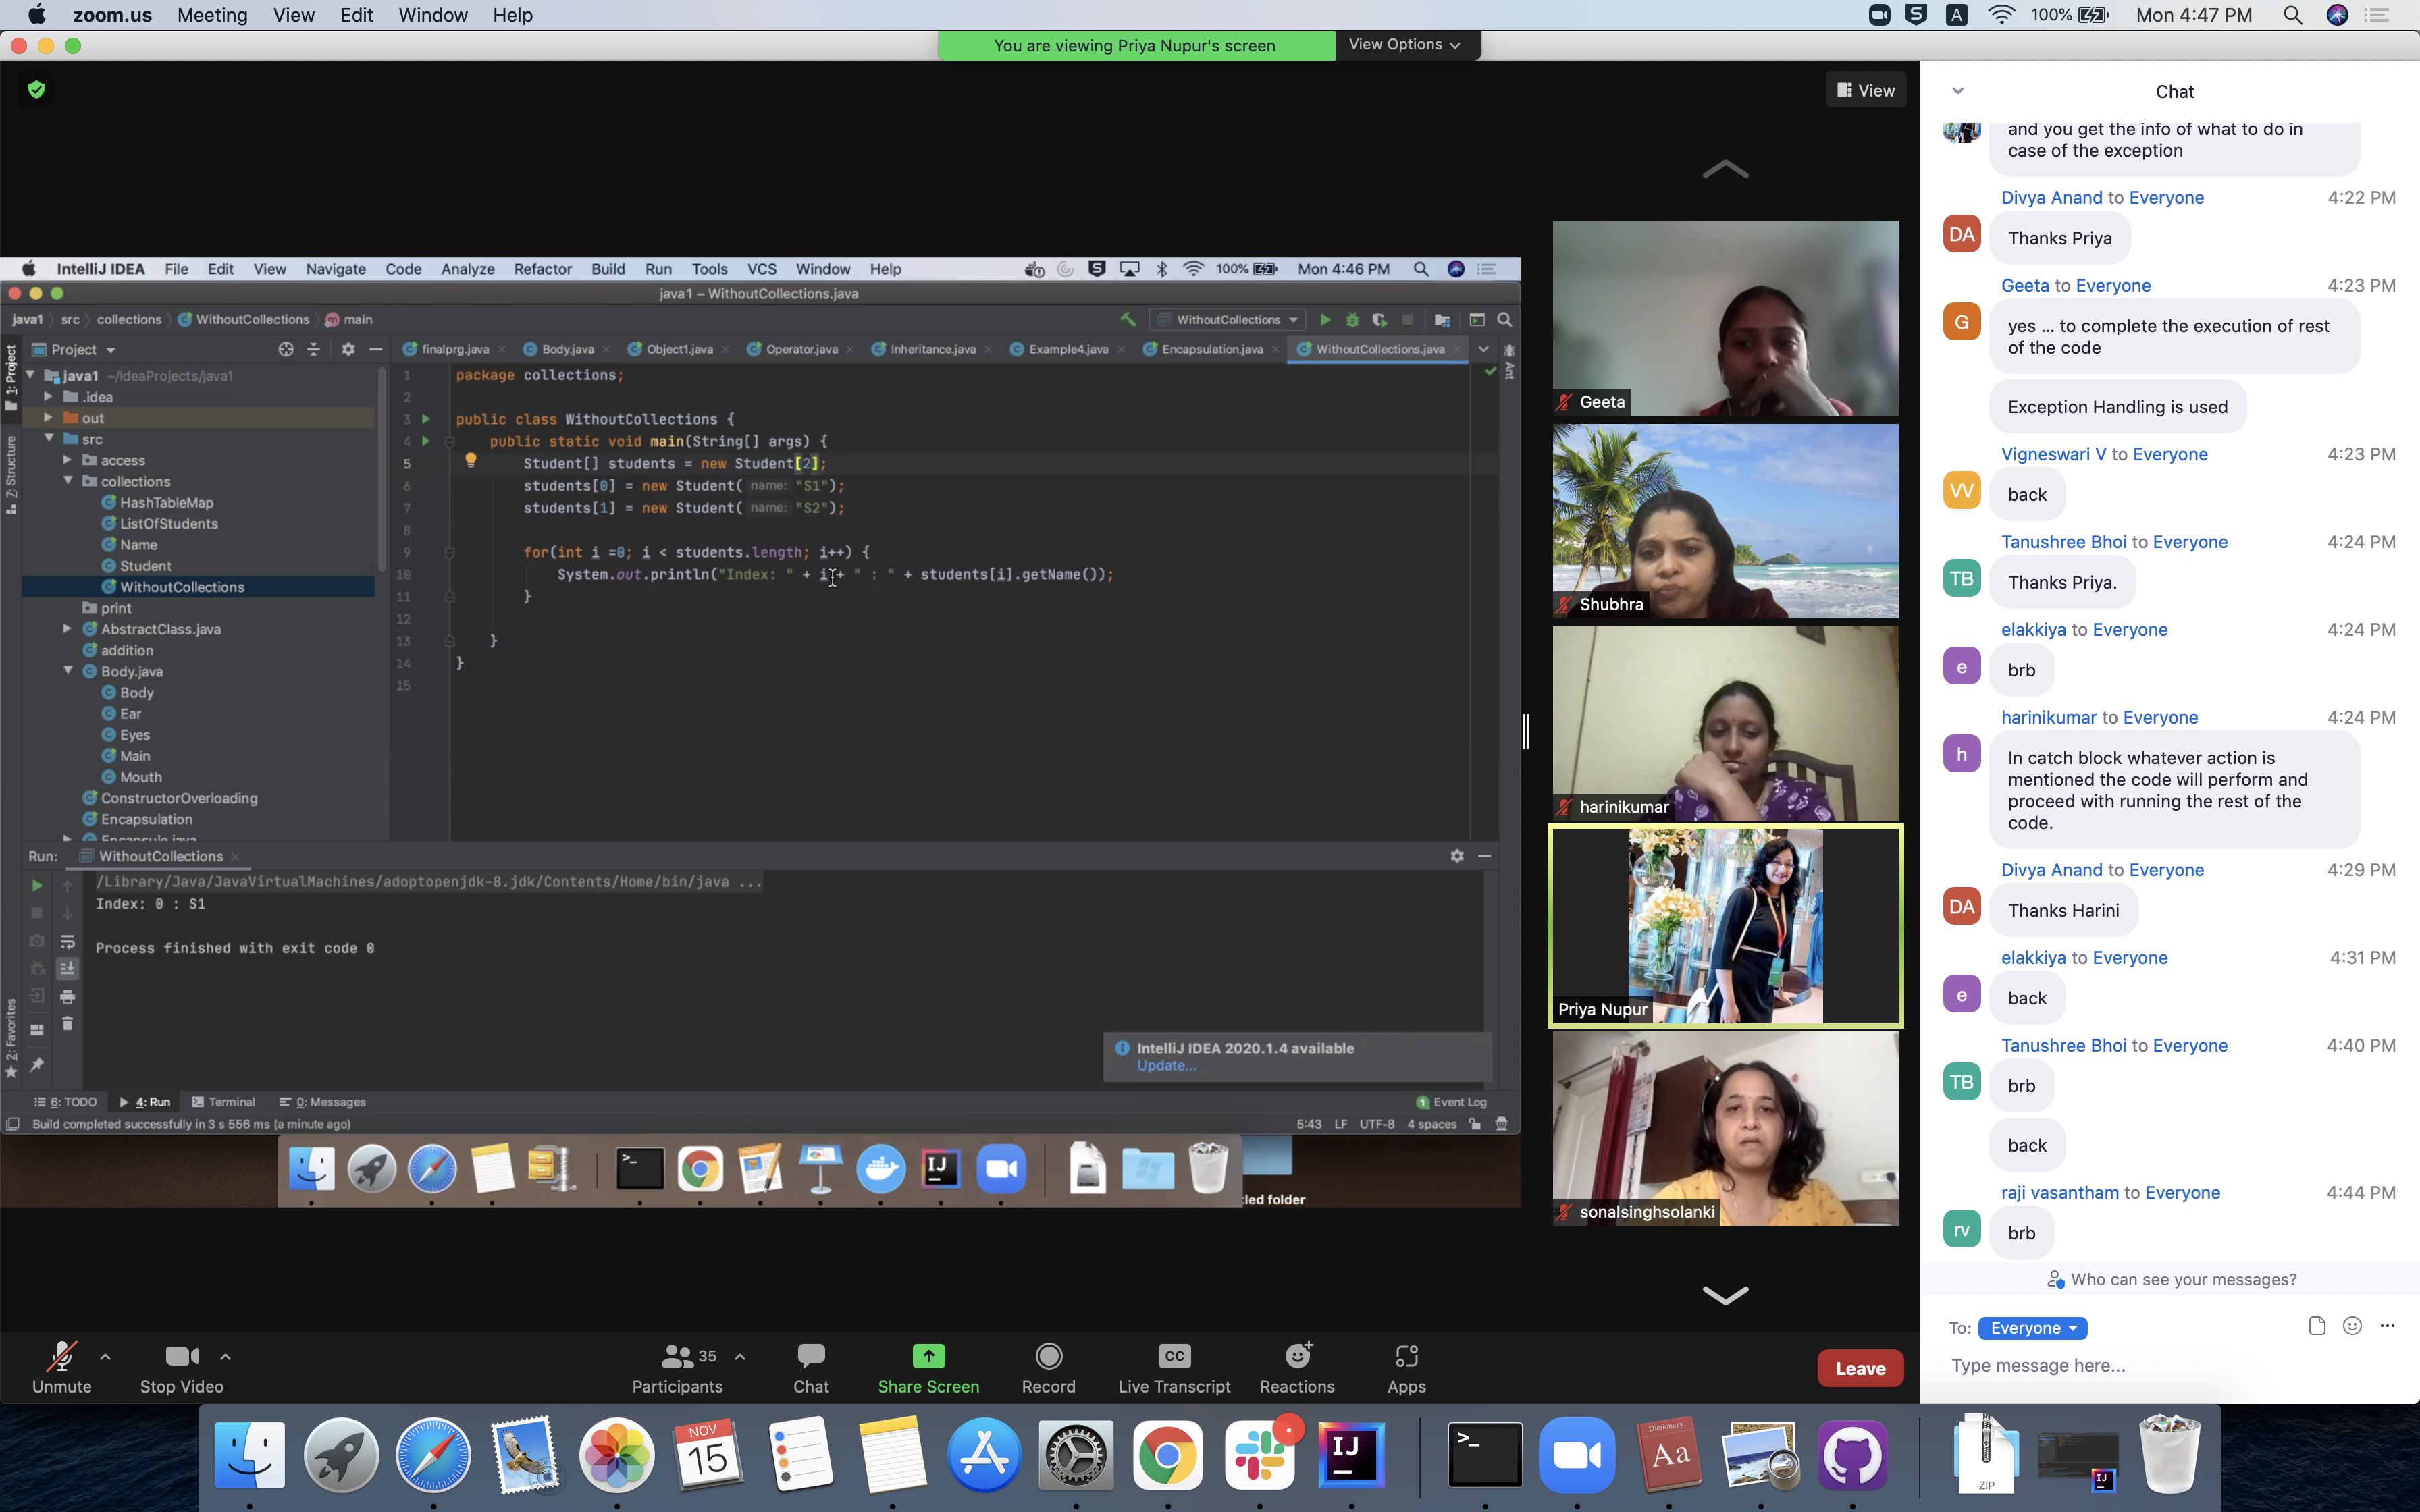 zoom.us Meeting View Edit Window Help
100% Mon 4:47 PM
You are viewing Priya Nupur's screen View Options
View
IntelliJ IDEA File Edit View Navigate Code Analyze Refactor Build Run Tools VCS Window Help
100% Mon 4:46 PM
java1 – WithoutCollections.java
java1 src collections WithoutCollections main
WithoutCollections
Project
finalprg.java Body.java Object1.java Operator.java Inheritance.java Example4.java Encapsulation.java WithoutCollections.java
1: Project
Z: Structure
2: Favorites
Ant
java1 ~/IdeaProjects/java1
.idea
out
src
access
collections
HashTableMap
ListOfStudents
Name
Student
WithoutCollections
print
AbstractClass.java
addition
Body.java
Body
Ear
Eyes
Main
Mouth
ConstructorOverloading
Encapsulation
Encapsule.java
1 package collections;
2
3 public class WithoutCollections {
4 public static void main(String[] args) {
5 Student[] students = new Student[2];
6 students[0] = new Student( name: "S1");
7 students[1] = new Student( name: "S2");
8
9 for(int i =0; i < students.length; i++) {
10 System.out.println("Index: " + i + " : " + students[i].getName());
11 }
12
13 }
14 }
15
Run: WithoutCollections
/Library/Java/JavaVirtualMachines/adoptopenjdk-8.jdk/Contents/Home/bin/java ...
Index: 0 : S1
Process finished with exit code 0
IntelliJ IDEA 2020.1.4 available
Update...
6: TODO 4: Run Terminal 0: Messages
1 Event Log
Build completed successfully in 3 s 556 ms (a minute ago)
5:43 LF UTF-8 4 spaces
IJ
led folder
Geeta
Shubhra
harinikumar
Priya Nupur
sonalsinghsolanki
Chat
and you get the info of what to do in
case of the exception
Divya Anand to Everyone 4:22 PM
DA
Thanks Priya
Geeta to Everyone 4:23 PM
G
yes ... to complete the execution of rest
of the code
Exception Handling is used
Vigneswari V to Everyone 4:23 PM
VV
back
Tanushree Bhoi to Everyone 4:24 PM
TB
Thanks Priya.
elakkiya to Everyone 4:24 PM
e
brb
harinikumar to Everyone 4:24 PM
h
In catch block whatever action is
mentioned the code will perform and
proceed with running the rest of the
code.
Divya Anand to Everyone 4:29 PM
DA
Thanks Harini
elakkiya to Everyone 4:31 PM
e
back
Tanushree Bhoi to Everyone 4:40 PM
TB
brb
back
raji vasantham to Everyone 4:44 PM
rv
brb
Who can see your messages?
To: Everyone
Type message here...
Unmute
Stop Video
35
Participants
Chat
Share Screen
Record
CC
Live Transcript
Reactions
Apps
Leave
NOV
15
IJ
Dictionary
Aa
ZIP
IJ